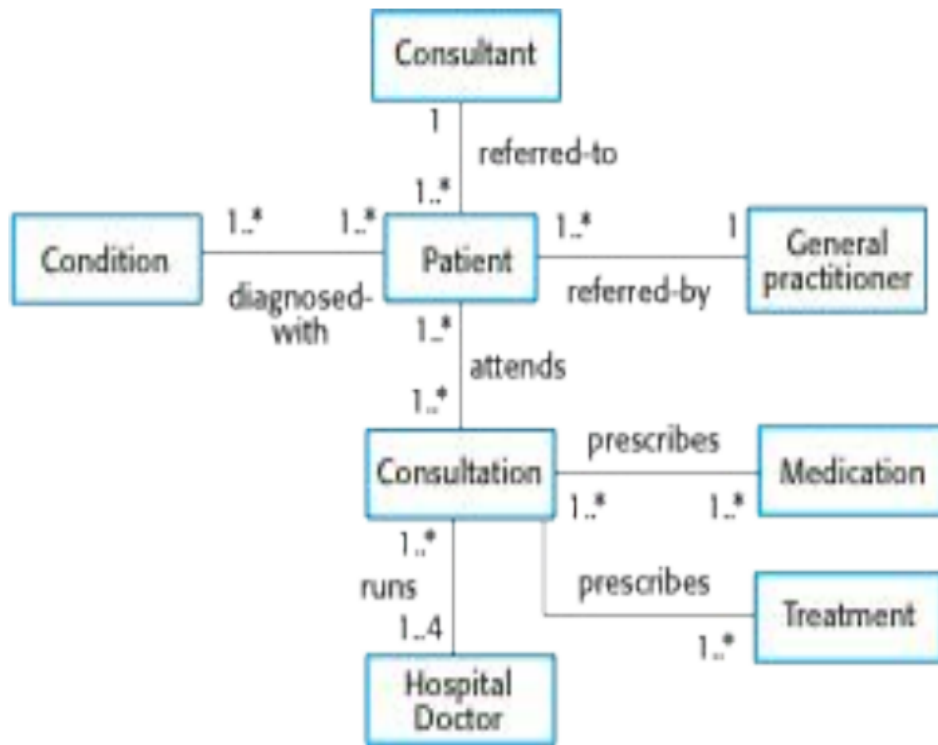 Consultant
1
referred-to
1..*
1..*
1..*
1..*
1
Condition
Patient
General
practitioner
diagnosed-
with
referred-by
1..*
attends
1..*
prescribes
Consultation
Medication
1..*
1..*
1..*
runs
prescribes
Treatment
1..4
1..*
Hospital
Doctor